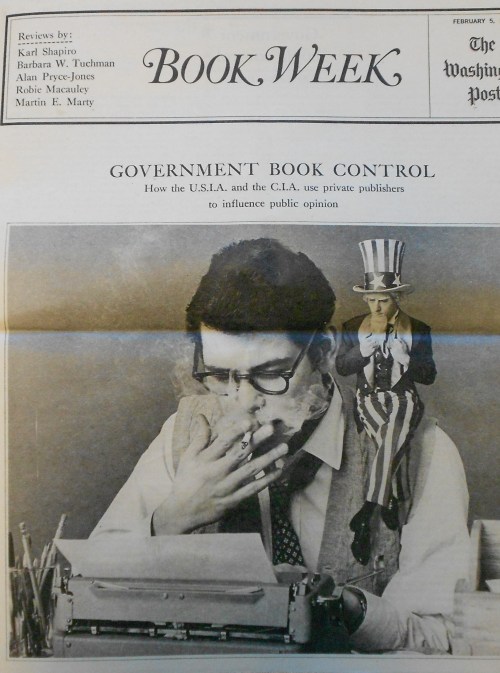 Reviews by:
Karl Shapiro
Barbara W. Tuchman
Alan Pryce-Jones
Robie Macauley
Martin E. Marty
BOOK WEEK
FEBRUARY 5,
The
Washing
Post
GOVERNMENT BOOK CONTROL
How the U.S.I.A. and the C.I.A. use private publishers
to influence public opinion